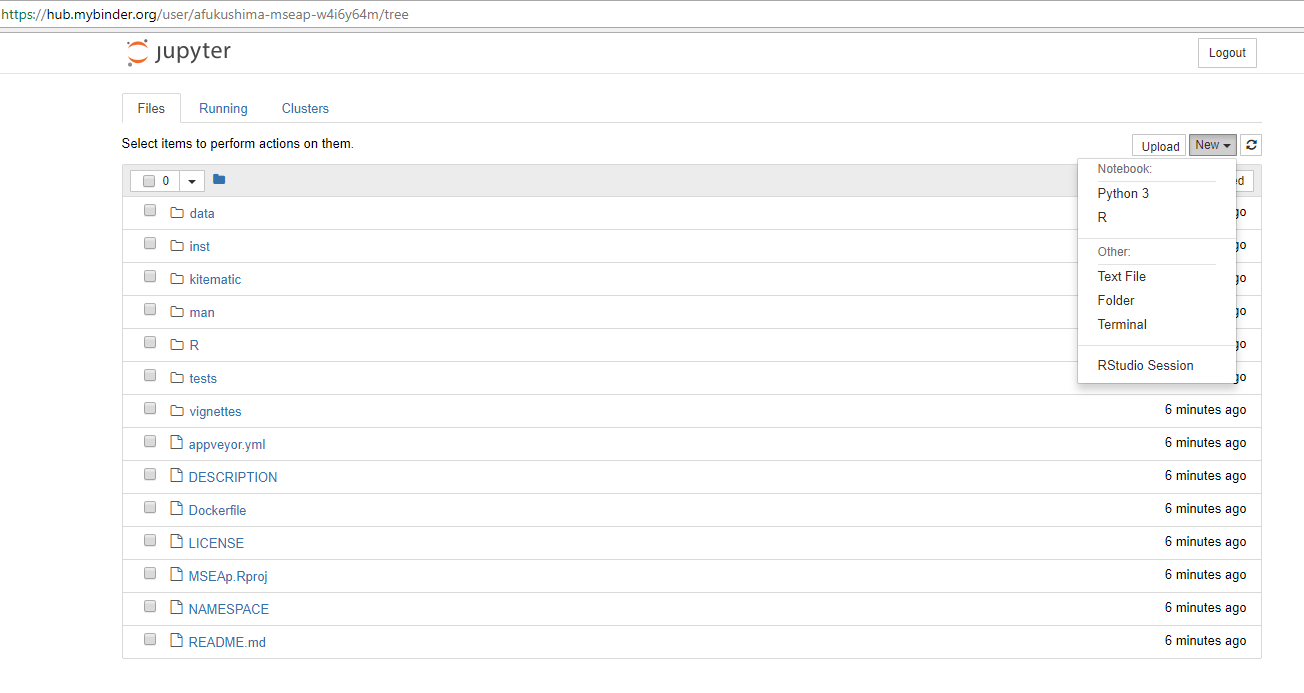 https://hub.mybinder.org/user/afukushima-mseap-w4i6y64m/tree
jupyter
Logout
Files Running Clusters
Select items to perform actions on them.
Upload New
0
Notebook:
Python 3
R
Other:
Text File
Folder
Terminal
RStudio Session
data
inst
kitematic
man
R
tests
vignettes 6 minutes ago
appveyor.yml 6 minutes ago
DESCRIPTION 6 minutes ago
Dockerfile 6 minutes ago
LICENSE 6 minutes ago
MSEAp.Rproj 6 minutes ago
NAMESPACE 6 minutes ago
README.md 6 minutes ago